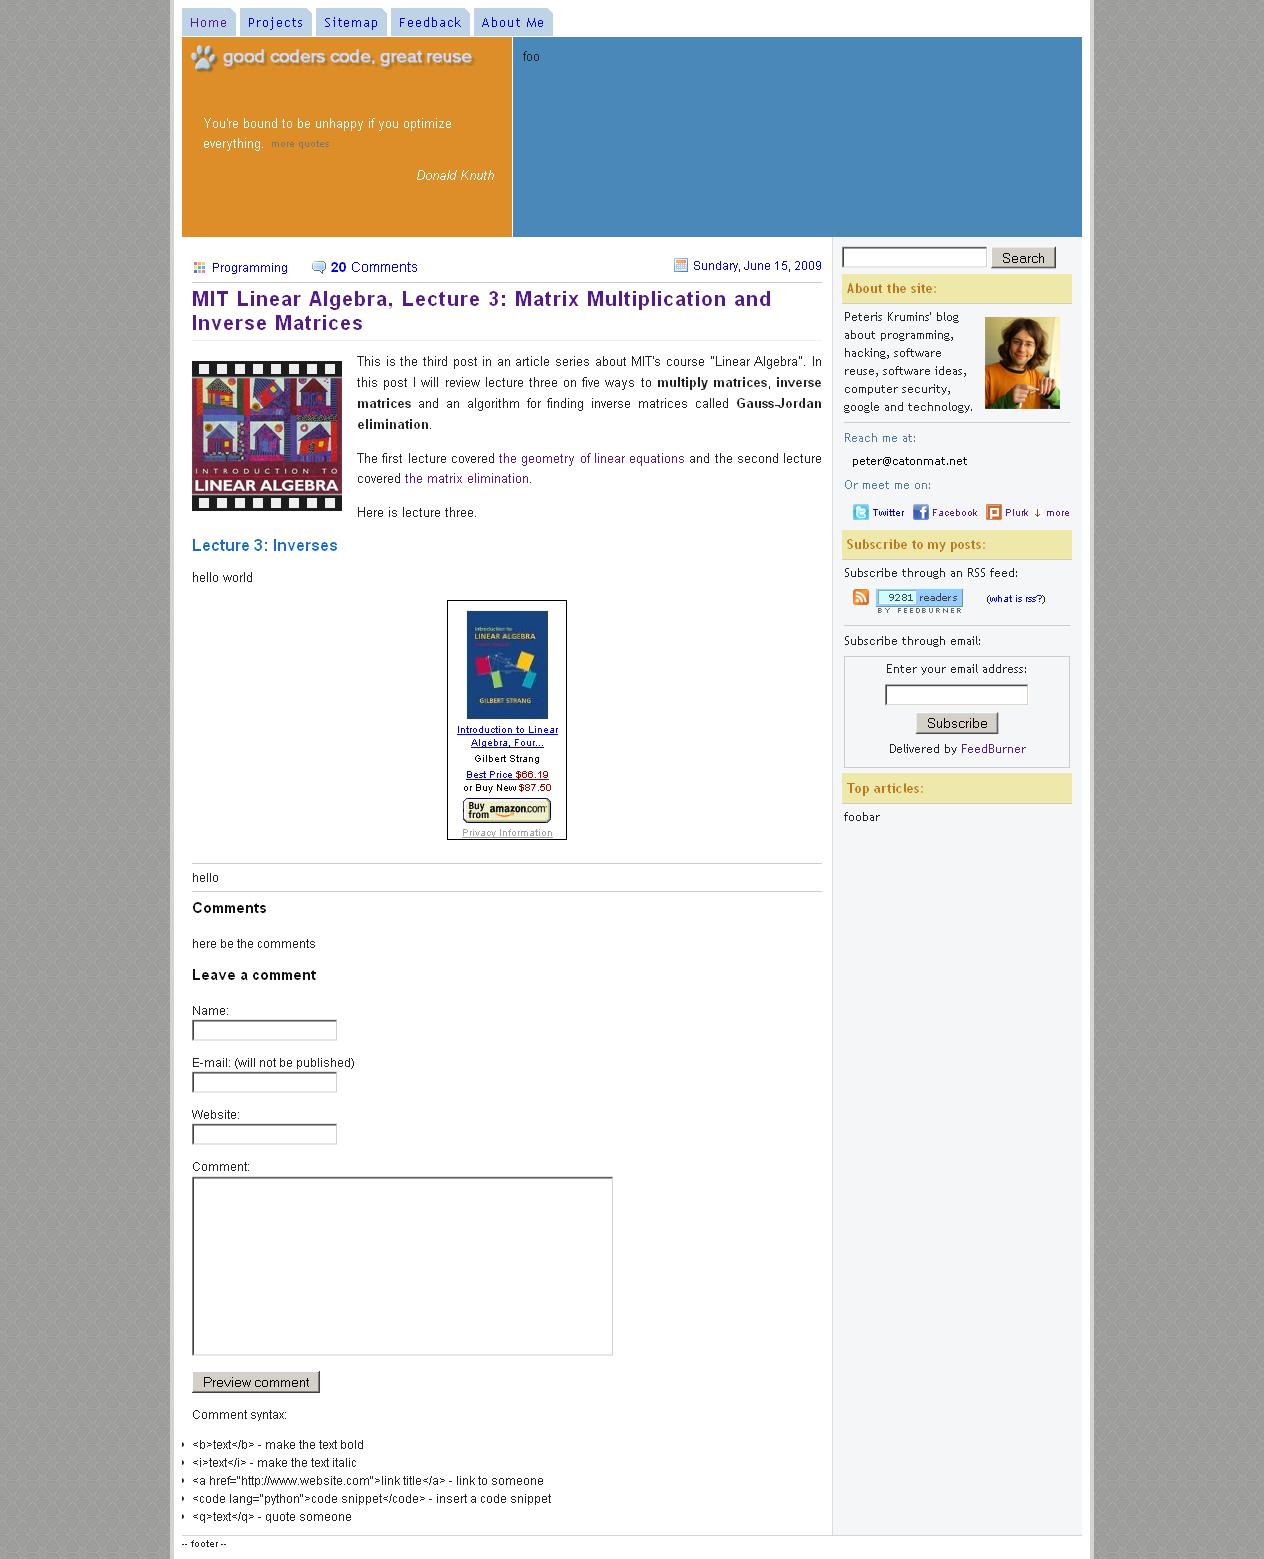 Home Projects Sitemap Feedback About Me
good coders code, great reuse
foo
You're bound to be unhappy if you optimize
everything. more quotes
Donald Knuth
Programming 20 Comments Sundary, June 15, 2009
MIT Linear Algebra, Lecture 3: Matrix Multiplication and
Inverse Matrices
INTRODUCTION TO
LINEAR ALGEBRA
This is the third post in an article series about MIT's course "Linear Algebra". In
this post I will review lecture three on five ways to multiply matrices, inverse
matrices and an algorithm for finding inverse matrices called Gauss-Jordan
elimination.
The first lecture covered the geometry of linear equations and the second lecture
covered the matrix elimination.
Here is lecture three.
Lecture 3: Inverses
hello world
Introduction to
LINEAR ALGEBRA
GILBERT STRANG
Introduction to Linear
Algebra, Four...
Gilbert Strang
Best Price $66.19
or Buy New $87.50
Buy
from amazon.com
Privacy Information
hello
Comments
here be the comments
Leave a comment
Name:
E-mail: (will not be published)
Website:
Comment:
Preview comment
Comment syntax:
<b>text</b> - make the text bold
<i>text</i> - make the text italic
<a href="http://www.website.com">link title</a> - link to someone
<code lang="python">code snippet</code> - insert a code snippet
<q>text</q> - quote someone
Search
About the site:
Peteris Krumins' blog
about programming,
hacking, software
reuse, software ideas,
computer security,
google and technology.
Reach me at:
peter@catonmat.net
Or meet me on:
Twitter Facebook Plurk ↓ more
Subscribe to my posts:
Subscribe through an RSS feed:
9281 readers
BY FEEDBURNER
(what is rss?)
Subscribe through email:
Enter your email address:
Subscribe
Delivered by FeedBurner
Top articles:
foobar
-- footer --